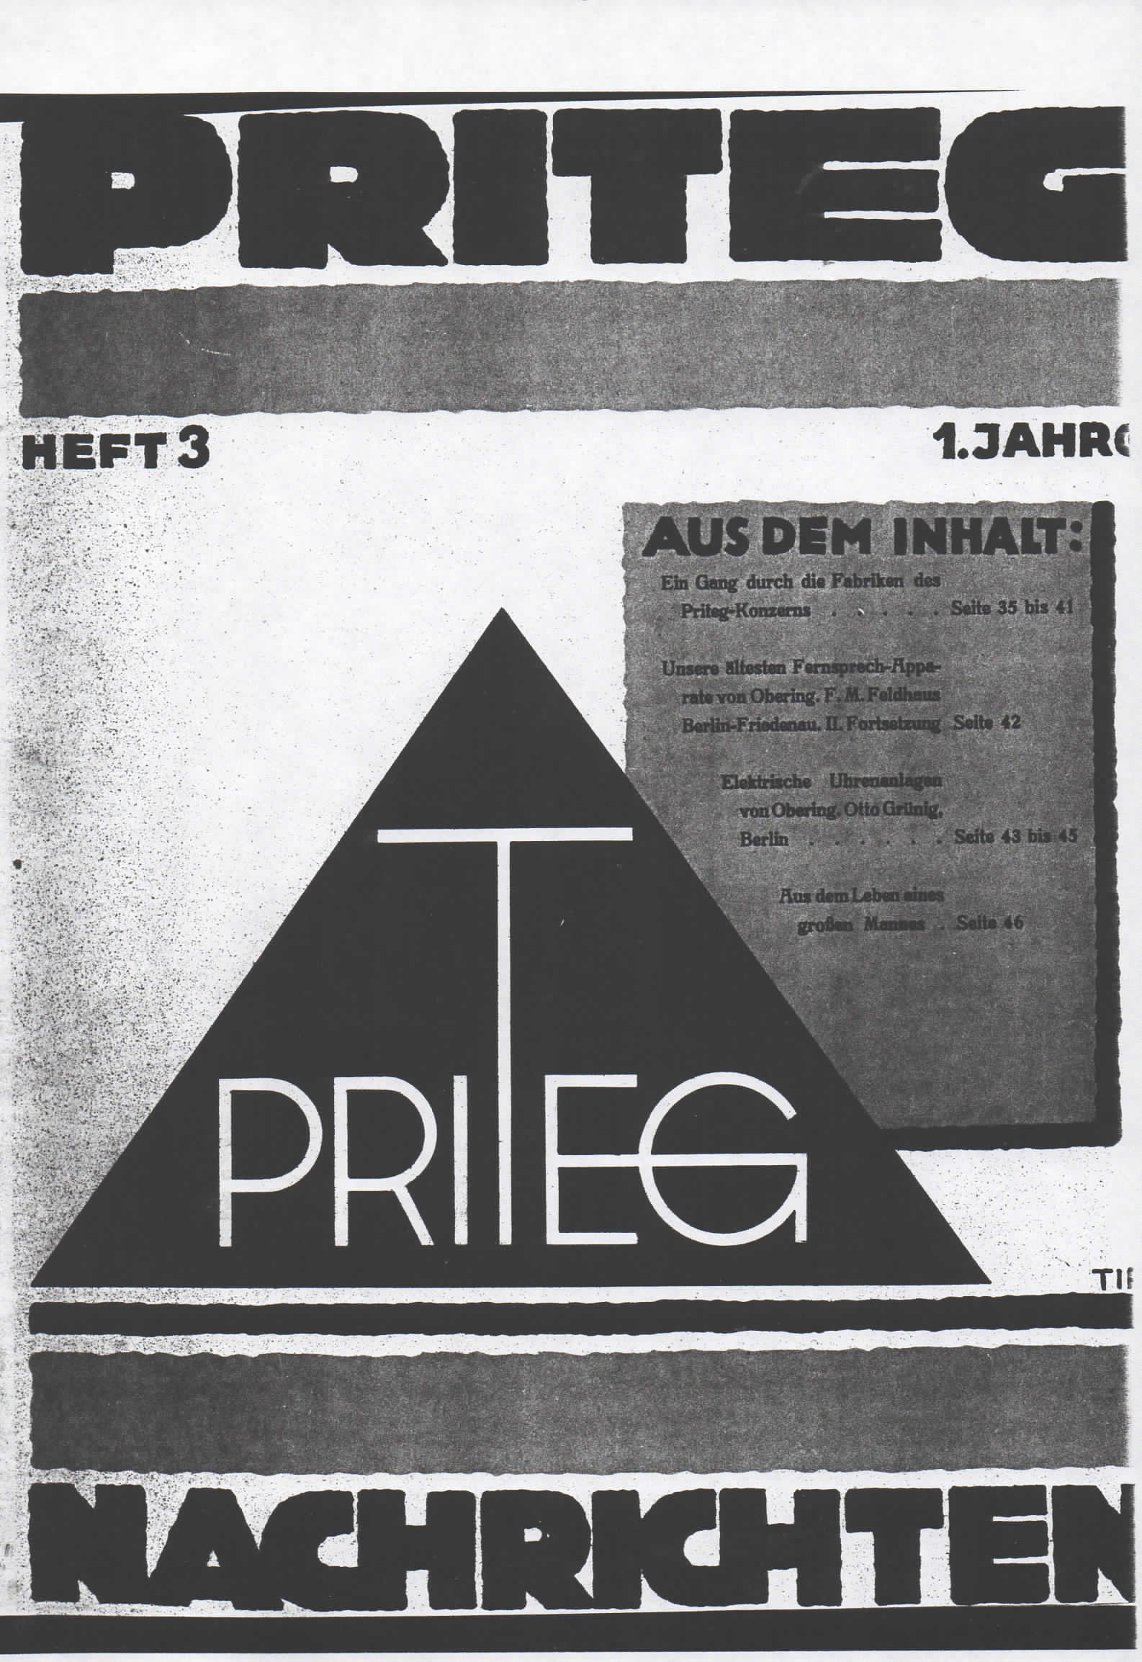 PRITEG
HEFT 3
1. JAHRG
AUS DEM INHALT:
Ein Gang durch die Fabriken des
Priteg-Konzerns . . . . . Seite 35 bis 41
Unsere ältesten Fernsprech-Appa-
rate von Obering. F. M. Feldhaus
Berlin-Friedenau. II. Fortsetzung Seite 42
Elektrische Uhrenanlagen
von Obering. Otto Grünig,
Berlin . . . . . . Seite 43 bis 45
Aus dem Leben eines
großen Mannes . Seite 46
PRITEG
NACHRICHTEN